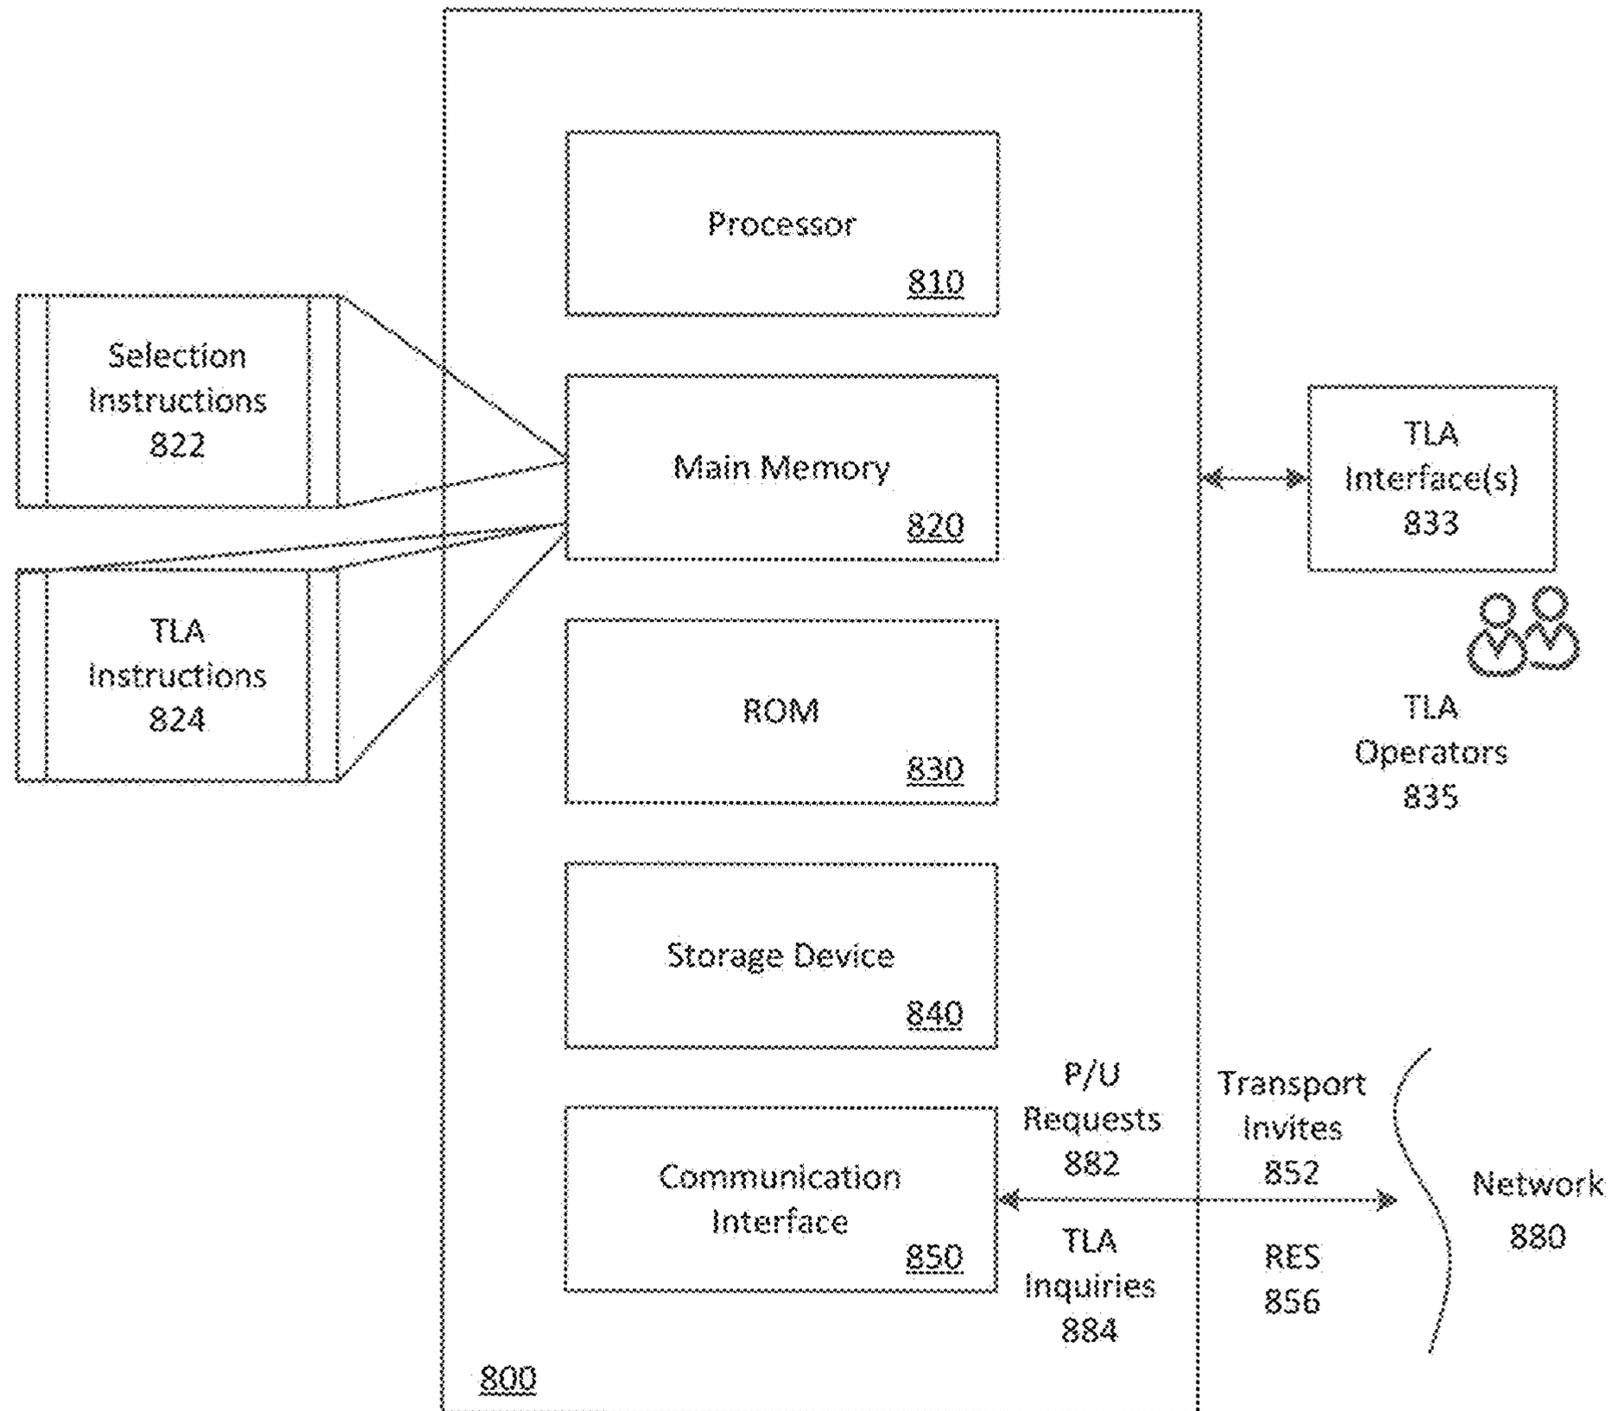 Processor
810
Selection
Instructions
822
Main Memory
820
TLA
Interface(s)
833
TLA
Instructions
824
ROM
830
TLA
Operators
835
Storage Device
840
P/U
Requests
882
Transport
Invites
852
Communication
Interface
850
Network
880
TLA
Inquiries
884
RES
856
800